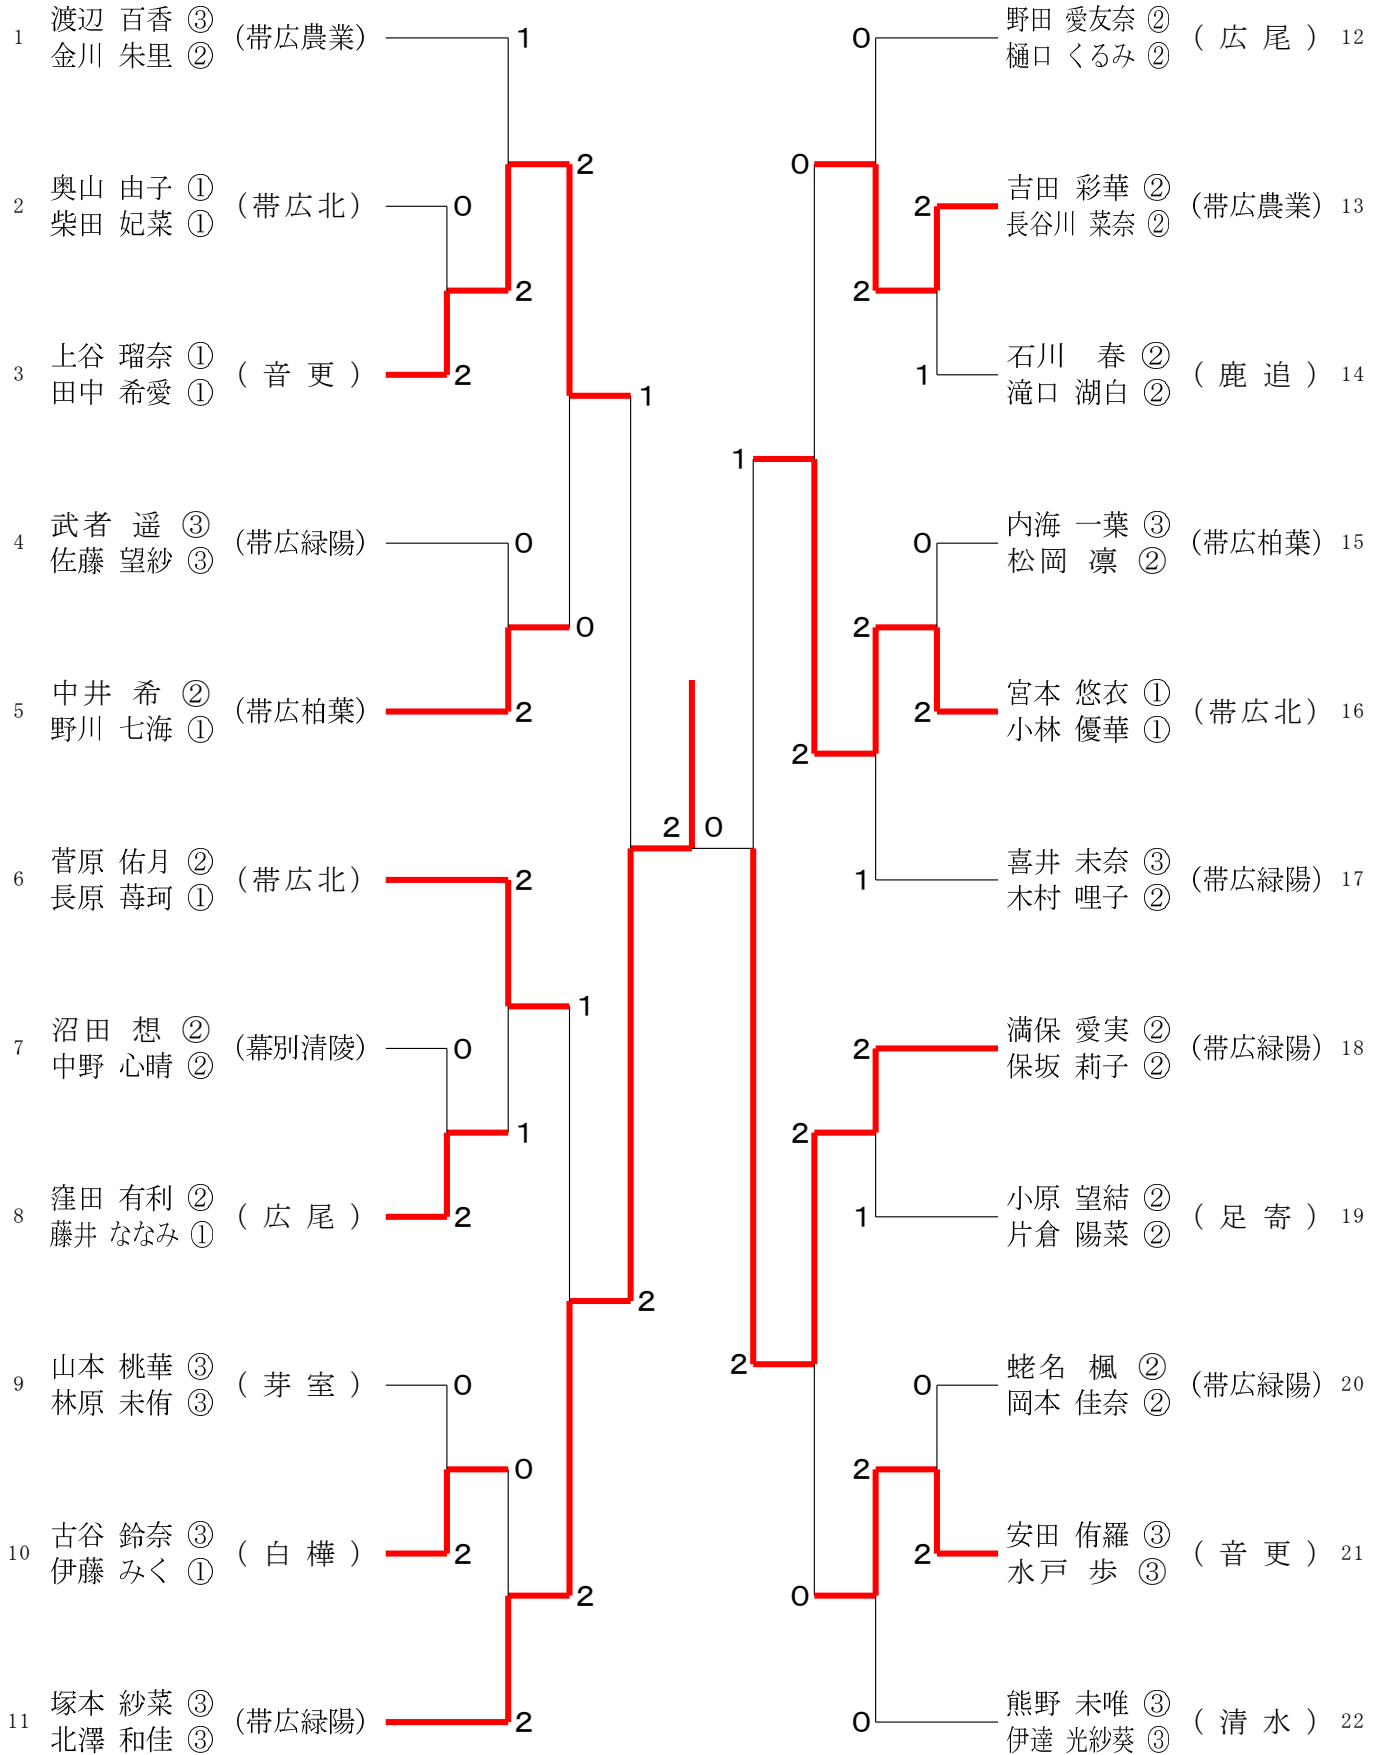 1 渡辺 百香 ③ (帯広農業) 1
金川 朱里 ②
2
2 奥山 由子 ① (帯広北) 0
柴田 妃菜 ①
2
3 上谷 瑠奈 ① (音更) 2
田中 希愛 ①
1
4 武者 遥 ③ (帯広緑陽) 0
佐藤 望紗 ③
0
5 中井 希 ② (帯広柏葉) 2
野川 七海 ①
2 0
6 菅原 佑月 ② (帯広北) 2
長原 苺珂 ①
1
7 沼田 想 ② (幕別清陵) 0
中野 心晴 ②
1
8 窪田 有利 ② (広尾) 2
藤井 ななみ ①
2
9 山本 桃華 ③ (芽室) 0
林原 未侑 ③
0
10 古谷 鈴奈 ③ (白樺) 2
伊藤 みく ①
2
11 塚本 紗菜 ③ (帯広緑陽) 2
北澤 和佳 ③
0 野田 愛友奈 ② (広尾) 12
樋口 くるみ ②
0
2 吉田 彩華 ② (帯広農業) 13
長谷川 菜奈 ②
2
1 石川 春 ② (鹿追) 14
滝口 湖白 ②
1
0 内海 一葉 ③ (帯広柏葉) 15
松岡 凛 ②
2
2 宮本 悠衣 ① (帯広北) 16
小林 優華 ①
2
1 喜井 未奈 ③ (帯広緑陽) 17
木村 哩子 ②
2 満保 愛実 ② (帯広緑陽) 18
保坂 莉子 ②
2
1 小原 望結 ② (足寄) 19
片倉 陽菜 ②
2
0 蛯名 楓 ② (帯広緑陽) 20
岡本 佳奈 ②
2
2 安田 侑羅 ③ (音更) 21
水戸 歩 ③
0
0 熊野 未唯 ③ (清水) 22
伊達 光紗葵 ③